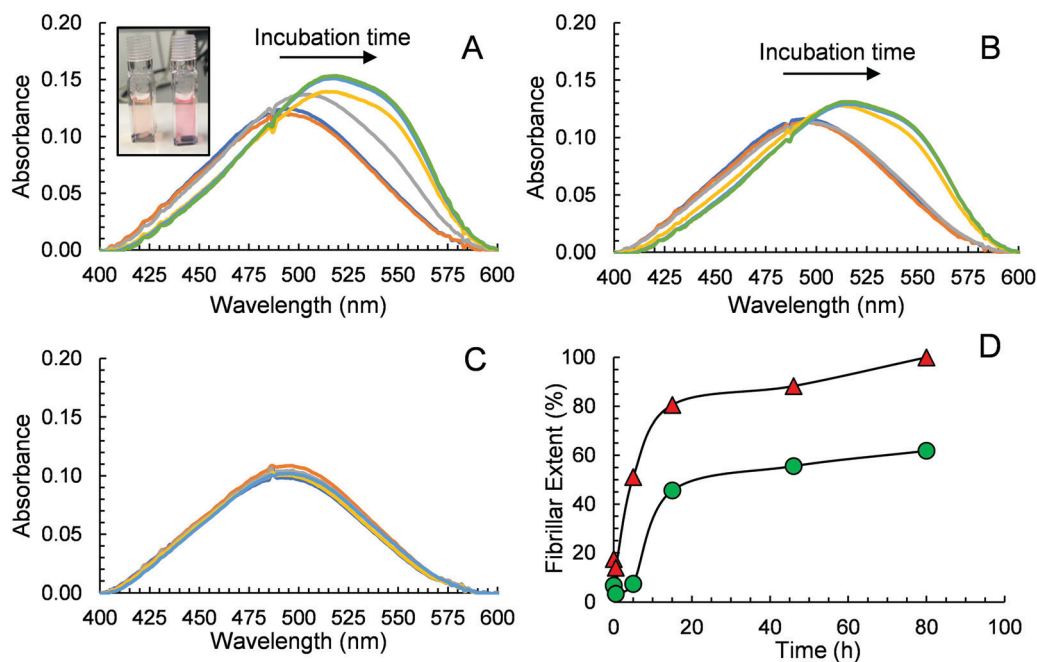 A
Incubation time
Absorbance
0.20
0.15
0.10
0.05
0.00
400 425 450 475 500 525 550 575 600
Wavelength (nm)
B
Incubation time
Absorbance
0.20
0.15
0.10
0.05
0.00
400 425 450 475 500 525 550 575 600
Wavelength (nm)
C
Absorbance
0.20
0.15
0.10
0.05
0.00
400 425 450 475 500 525 550 575 600
Wavelength (nm)
D
Fibrillar Extent (%)
100
80
60
40
20
0
0 20 40 60 80 100
Time (h)